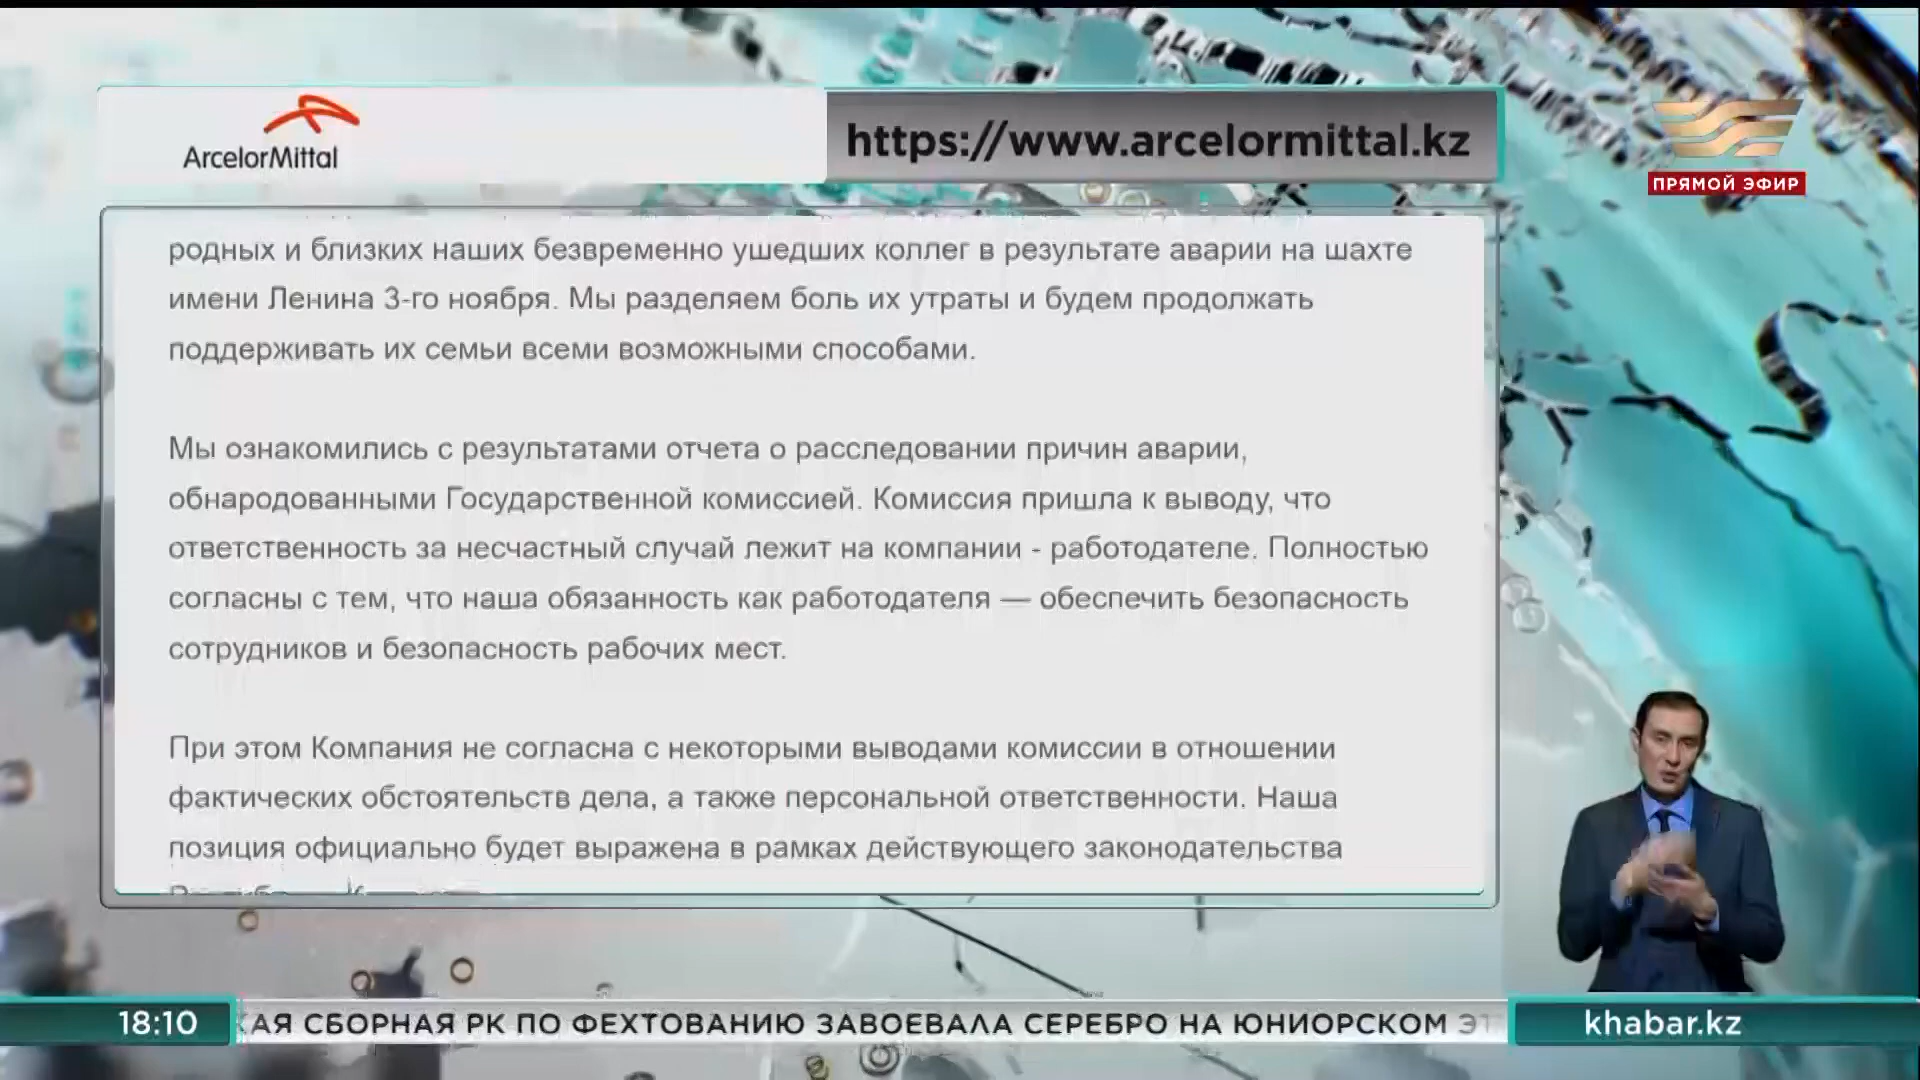 ArcelorMittal
https://www.arcelormittal.kz
ПРЯМОЙ ЭФИР
родных и близких наших безвременно ушедших коллег в результате аварии на шахте
имени Ленина 3-го ноября. Мы разделяем боль их утраты и будем продолжать
поддерживать их семьи всеми возможными способами.
Мы ознакомились с результатами отчета о расследовании причин аварии,
обнародованными Государственной комиссией. Комиссия пришла к выводу, что
ответственность за несчастный случай лежит на компании - работодателе. Полностью
согласны с тем, что наша обязанность как работодателя — обеспечить безопасность
сотрудников и безопасность рабочих мест.
При этом Компания не согласна с некоторыми выводами комиссии в отношении
фактических обстоятельств дела, а также персональной ответственности. Наша
позиция официально будет выражена в рамках действующего законодательства
18:10
КАЯ СБОРНАЯ РК ПО ФЕХТОВАНИЮ ЗАВОЕВАЛА СЕРЕБРО НА ЮНИОРСКОМ ЭТ
khabar.kz